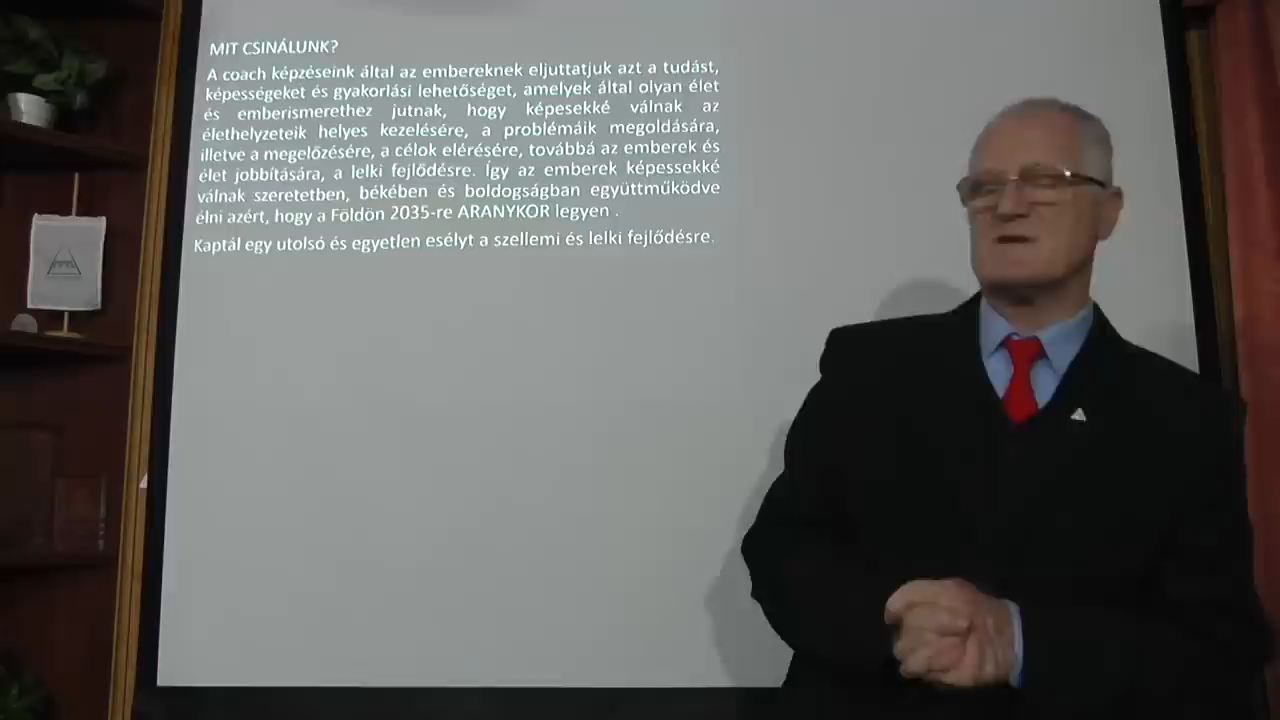 MIT CSINÁLUNK?
A coach képzéseink által az embereknek eljuttatjuk azt a tudást,
képességeket és gyakorlási lehetőséget, amelyek által olyan élet
és emberismerethez jutnak, hogy képesekké válnak az
élethelyzeteik helyes kezelésére, a problémáik megoldására,
illetve a megelőzésére, a célok elérésére, továbbá az emberek és
élet jobbítására, a lelki fejlődésre. Így az emberek képessekké
válnak szeretetben, békében és boldogságban együttműködve
élni azért, hogy a Földön 2035-re ARANYKOR legyen .
Kaptál egy utolsó és egyetlen esélyt a szellemi és lelki fejlődésre.